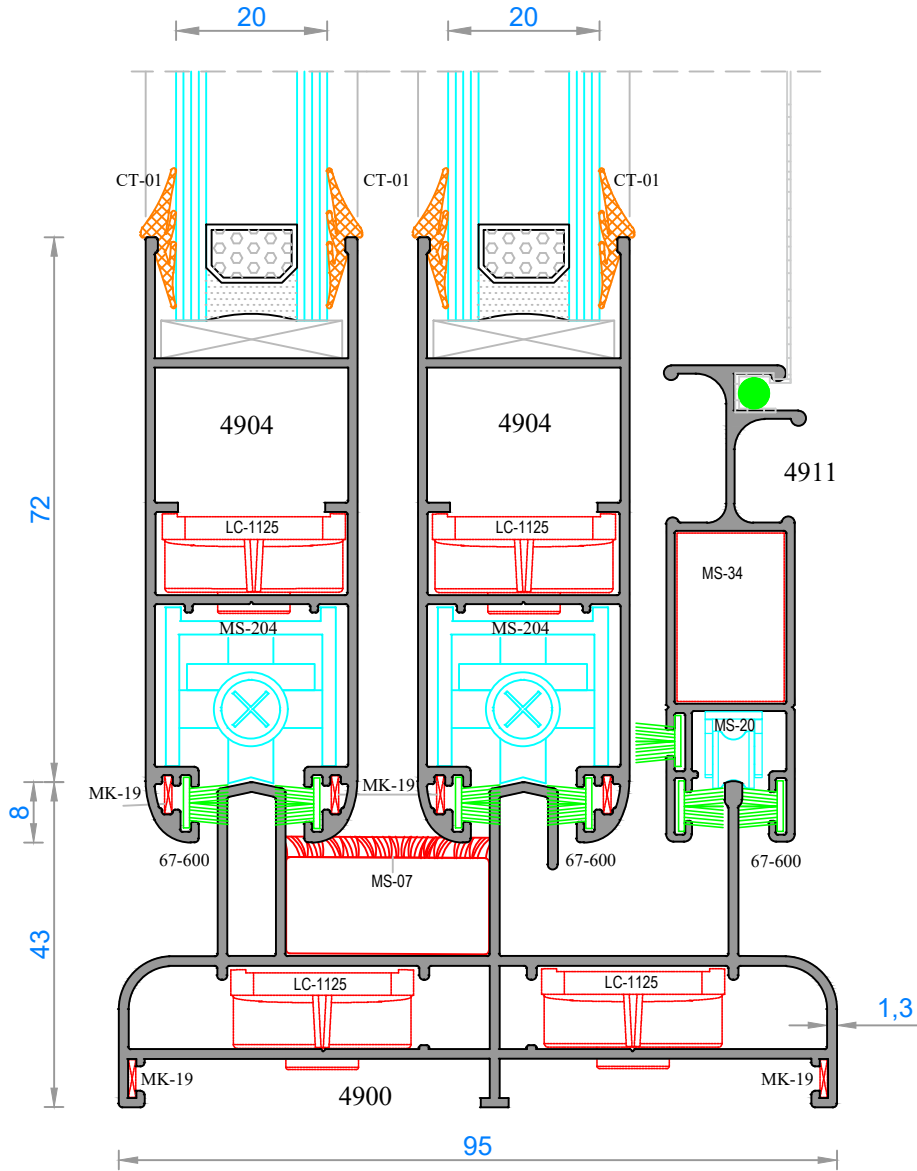 20 20
CT-01 CT-01 CT-01
4904 4904
4911
72
LC-1125 LC-1125
MS-34
MS-204 MS-204
MS-20
MK-19 MK-19
8
67-600 67-600 67-600
MS-07
43
LC-1125 LC-1125
1,3
MK-19 MK-19
4900
95